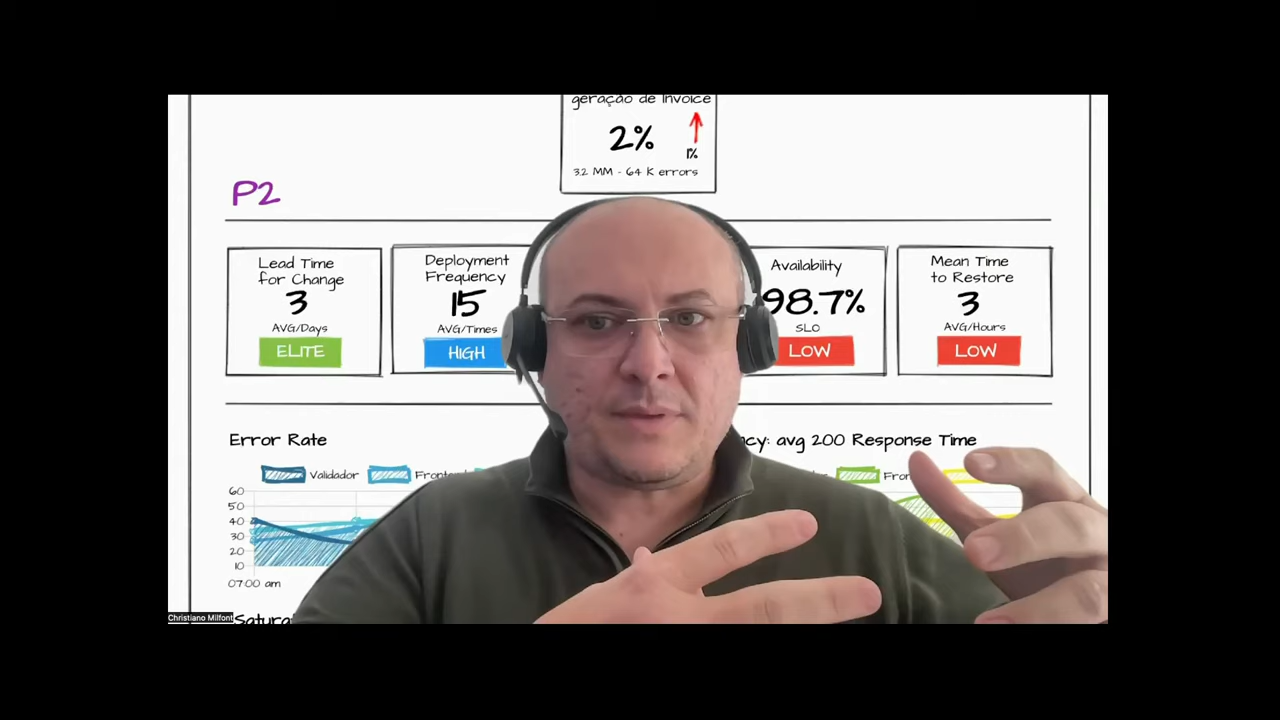 geração de Invoice
2%
1%
3.2 MM - 64 K errors
P2
Lead Time
for Change
3
AVG/Days
ELITE
Deployment
Frequency
15
AVG/Times
HIGH
Availability
98.7%
SLO
LOW
Mean Time
to Restore
3
AVG/Hours
LOW
Error Rate
Validador
60
50
40
30
20
10
07:00 am
avg 200 Response Time
Christiano Milfont